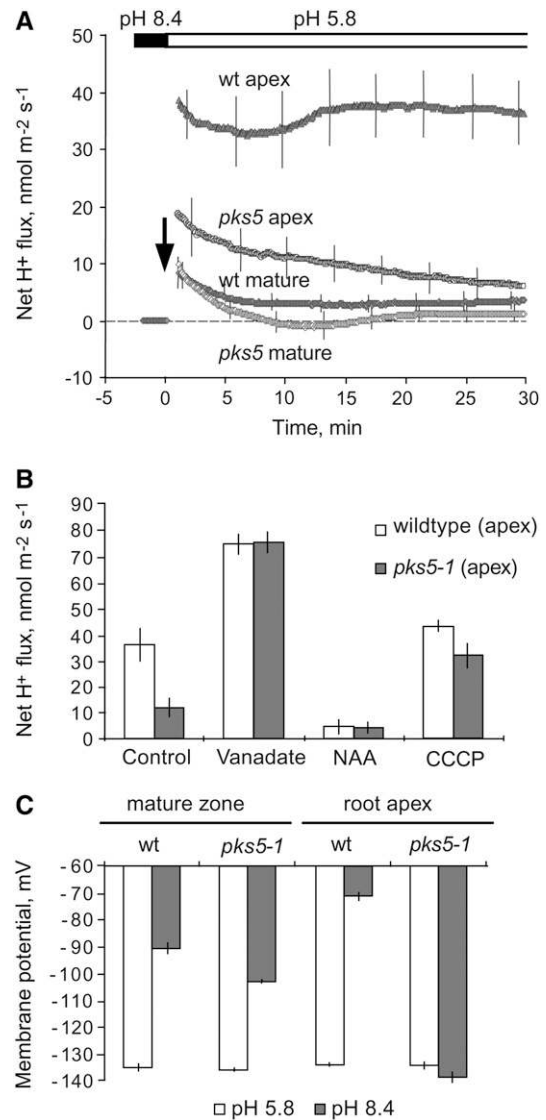 A
pH 8.4 pH 5.8
Net H+ flux, nmol m-2 s-1
50
40
30
20
10
0
-10
wt apex
pks5 apex
wt mature
pks5 mature
-5 0 5 10 15 20 25 30
Time, min
B
Net H+ flux, nmol m-2 s-1
90
80
70
60
50
40
30
20
10
0
wildtype (apex)
pks5-1 (apex)
Control Vanadate NAA CCCP
C
mature zone root apex
wt pks5-1 wt pks5-1
Membrane potential, mV
-60
-70
-80
-90
-100
-110
-120
-130
-140
pH 5.8 pH 8.4